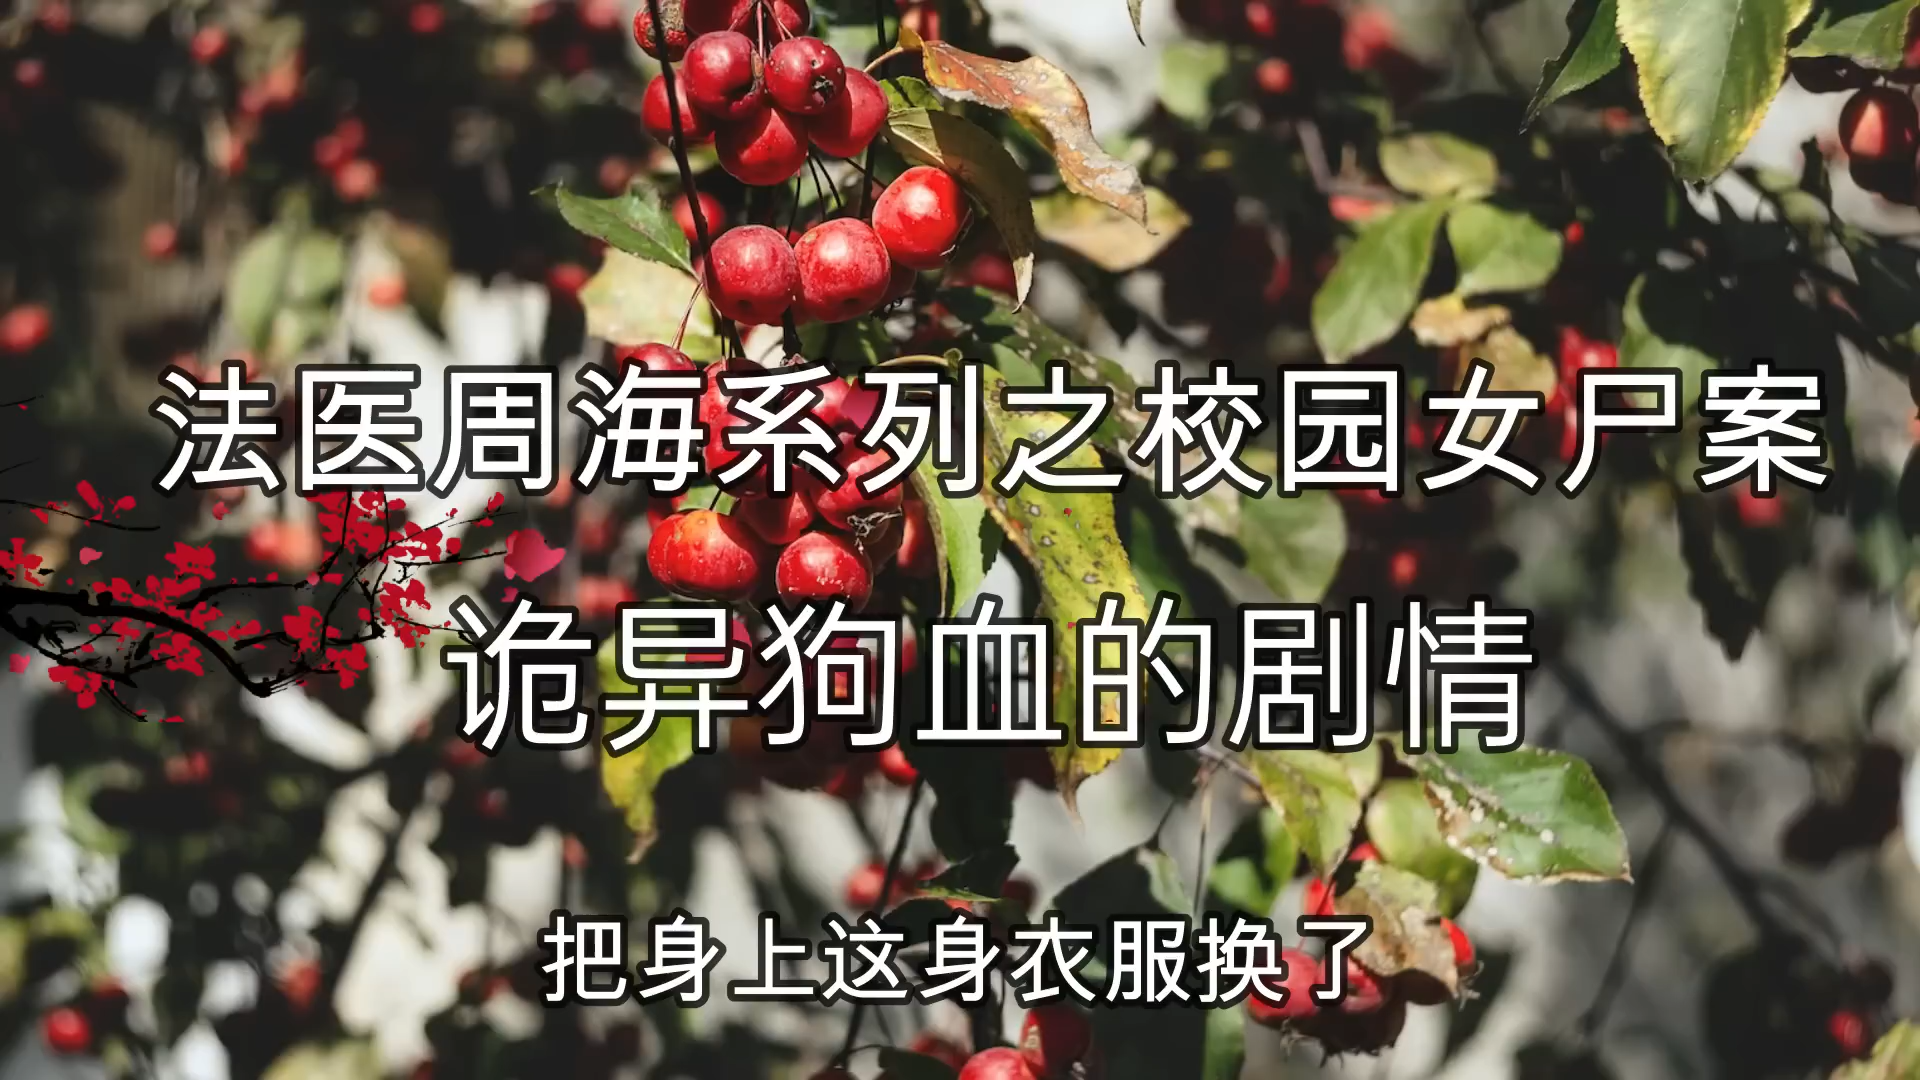 法医周海系列之校园女尸案
诡异狗血的剧情
把身上这身衣服换了